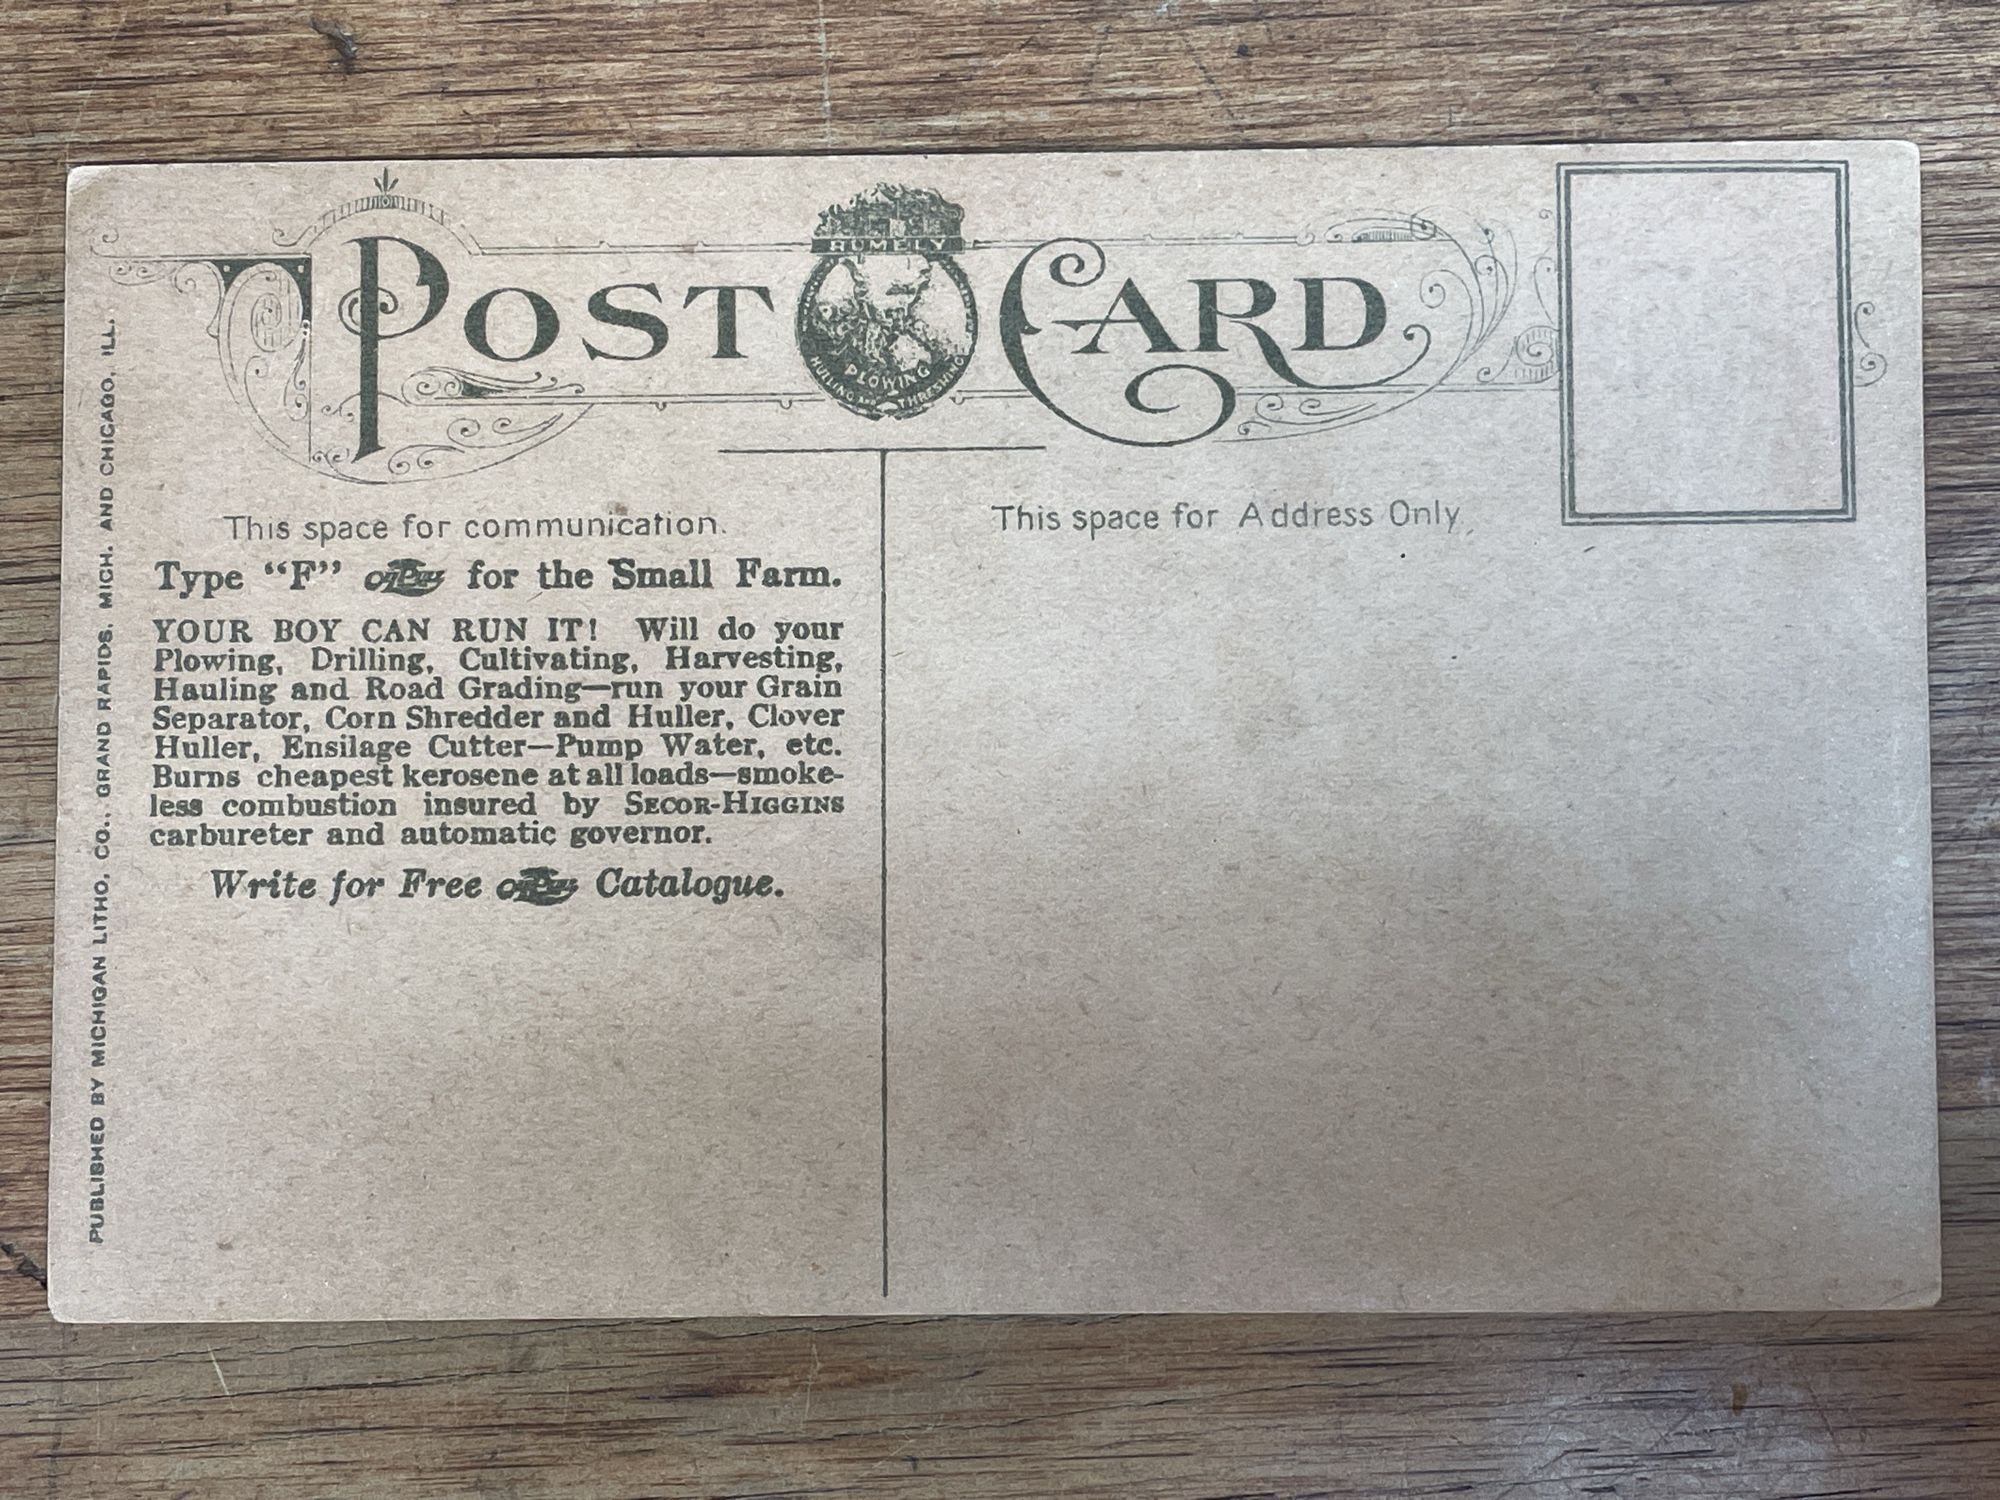 POST CARD
RUMELY
PLOWING
HULLING AND THRESHING
This space for communication.
This space for Address Only.
Type “F” OilPull for the Small Farm.
YOUR BOY CAN RUN IT! Will do your
Plowing, Drilling, Cultivating, Harvesting,
Hauling and Road Grading—run your Grain
Separator, Corn Shredder and Huller, Clover
Huller, Ensilage Cutter—Pump Water, etc.
Burns cheapest kerosene at all loads—smoke-
less combustion insured by SECOR-HIGGINS
carbureter and automatic governor.
Write for Free OilPull Catalogue.
PUBLISHED BY MICHIGAN LITHO. CO., GRAND RAPIDS, MICH. AND CHICAGO, ILL.